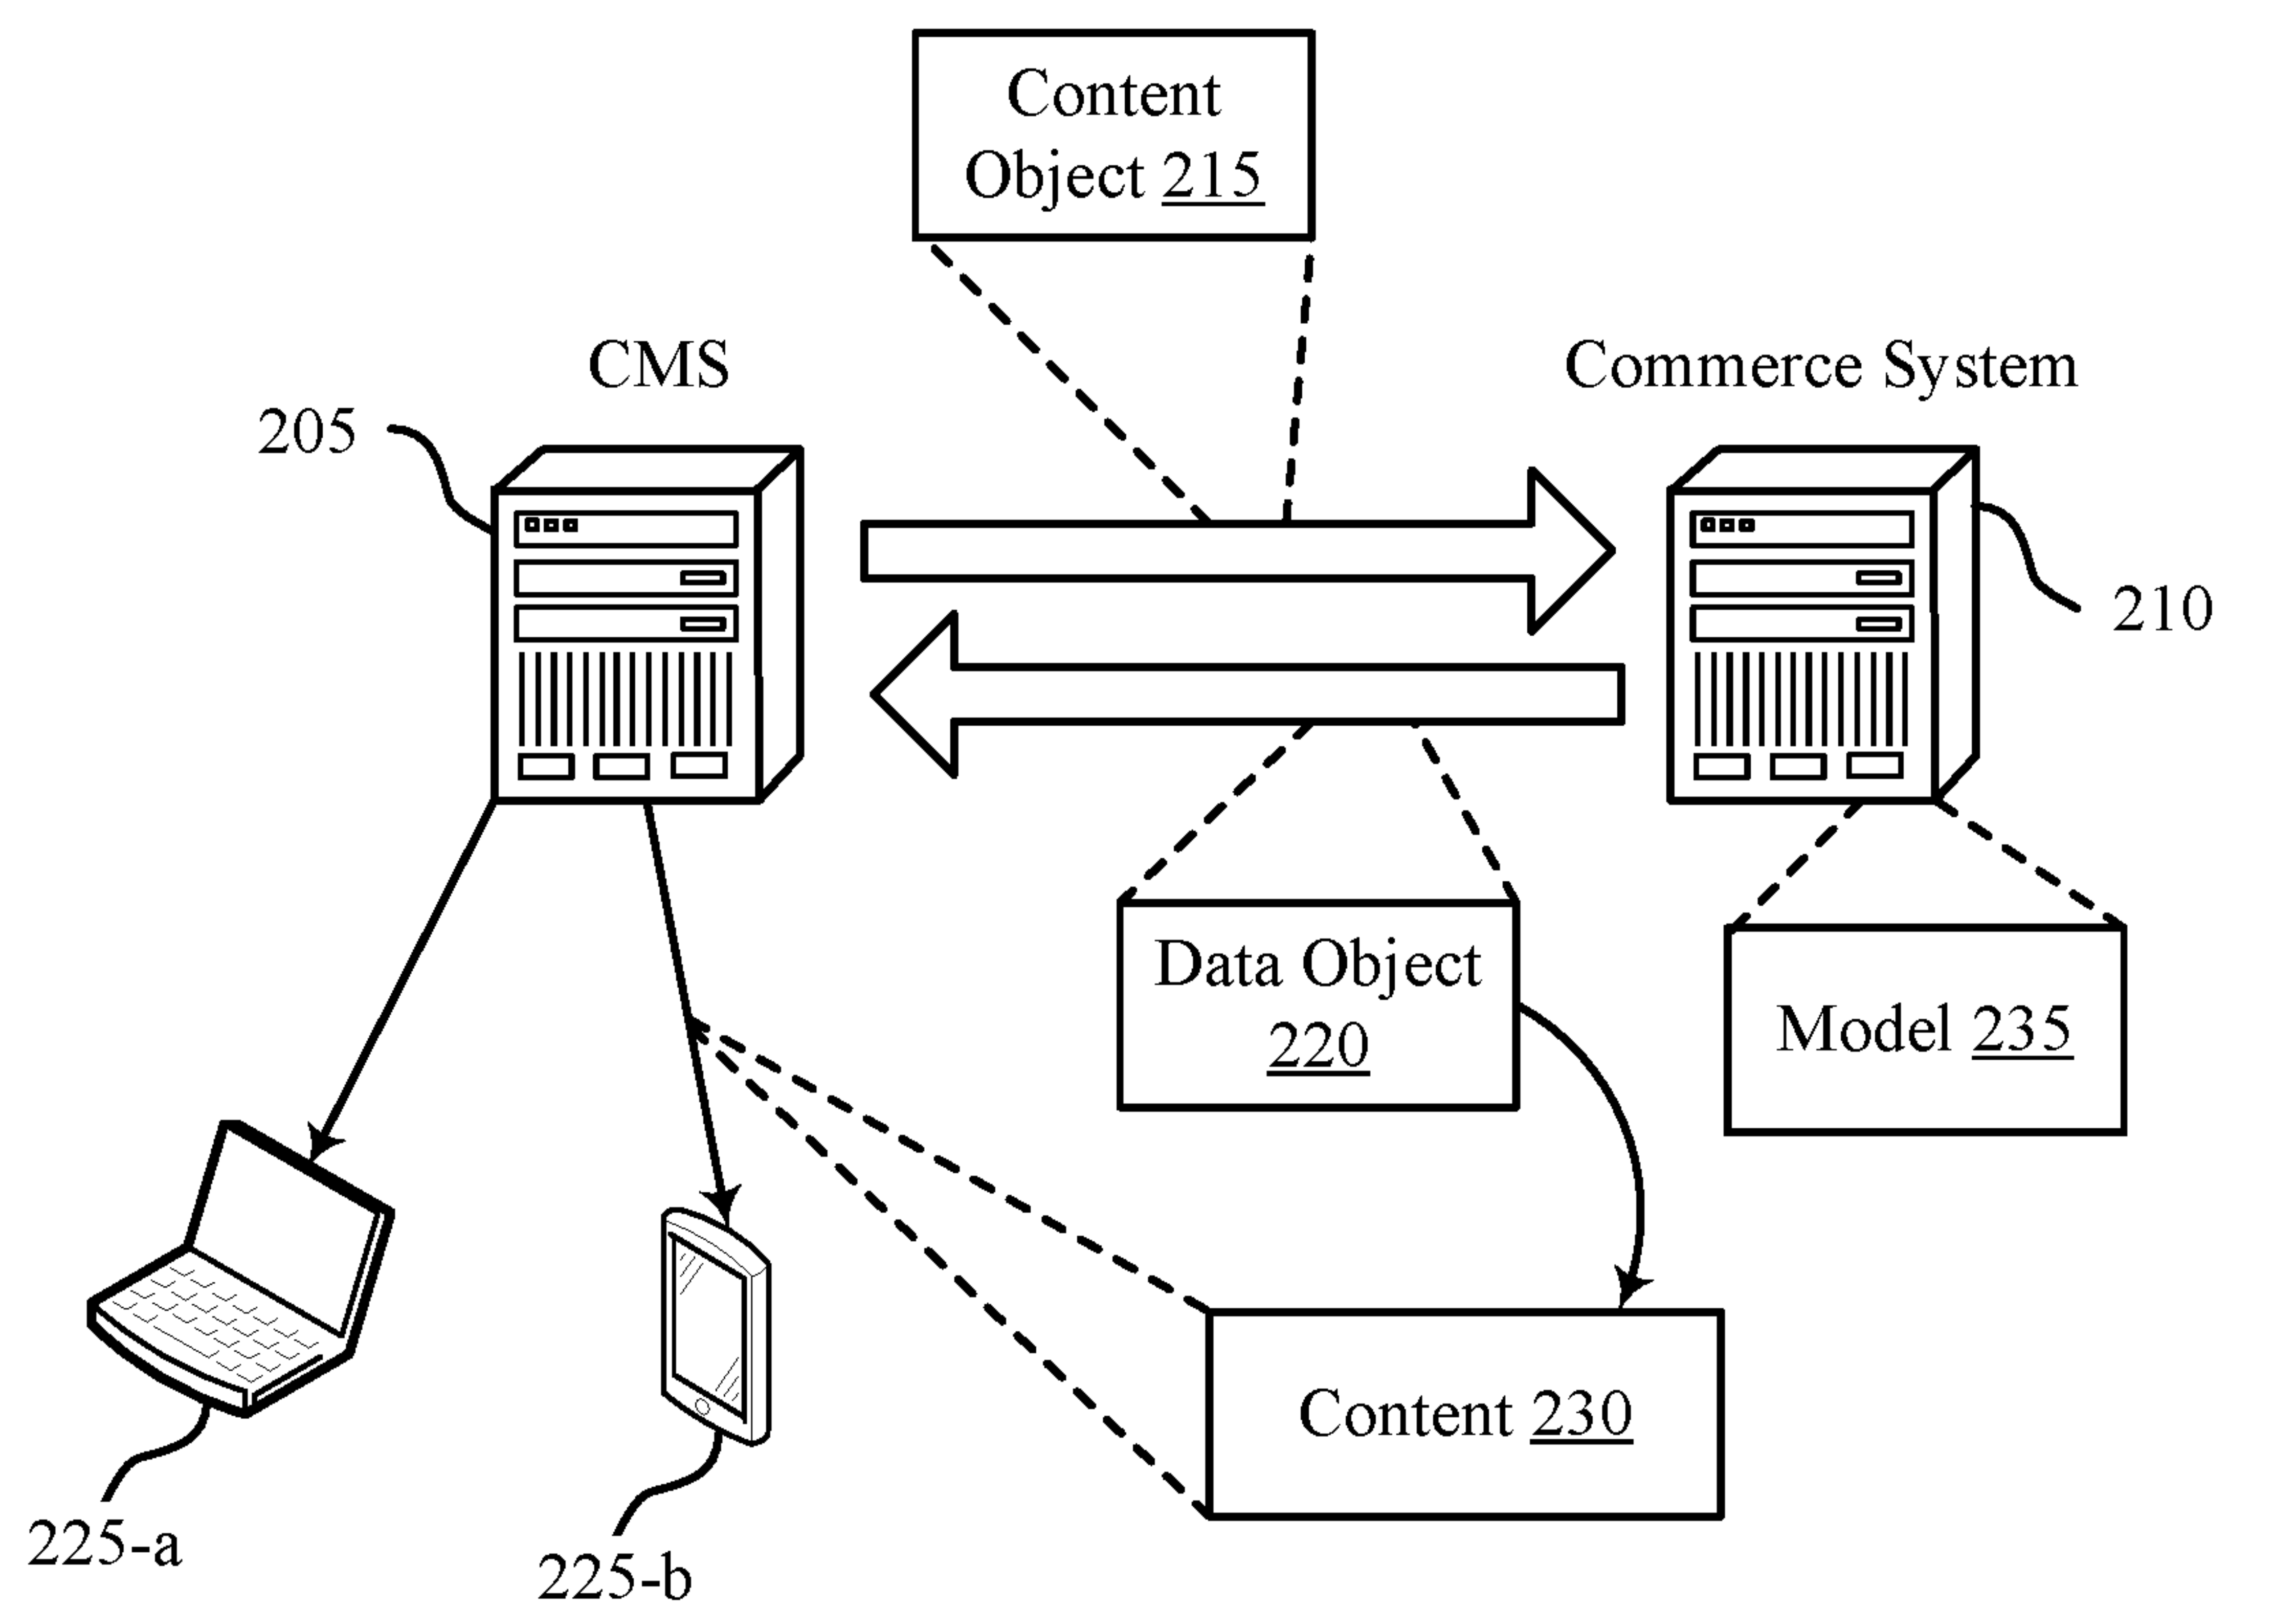 Content
Object 215
CMS
Commerce System
205
210
Data Object
220
Model 235
Content 230
225-a
225-b